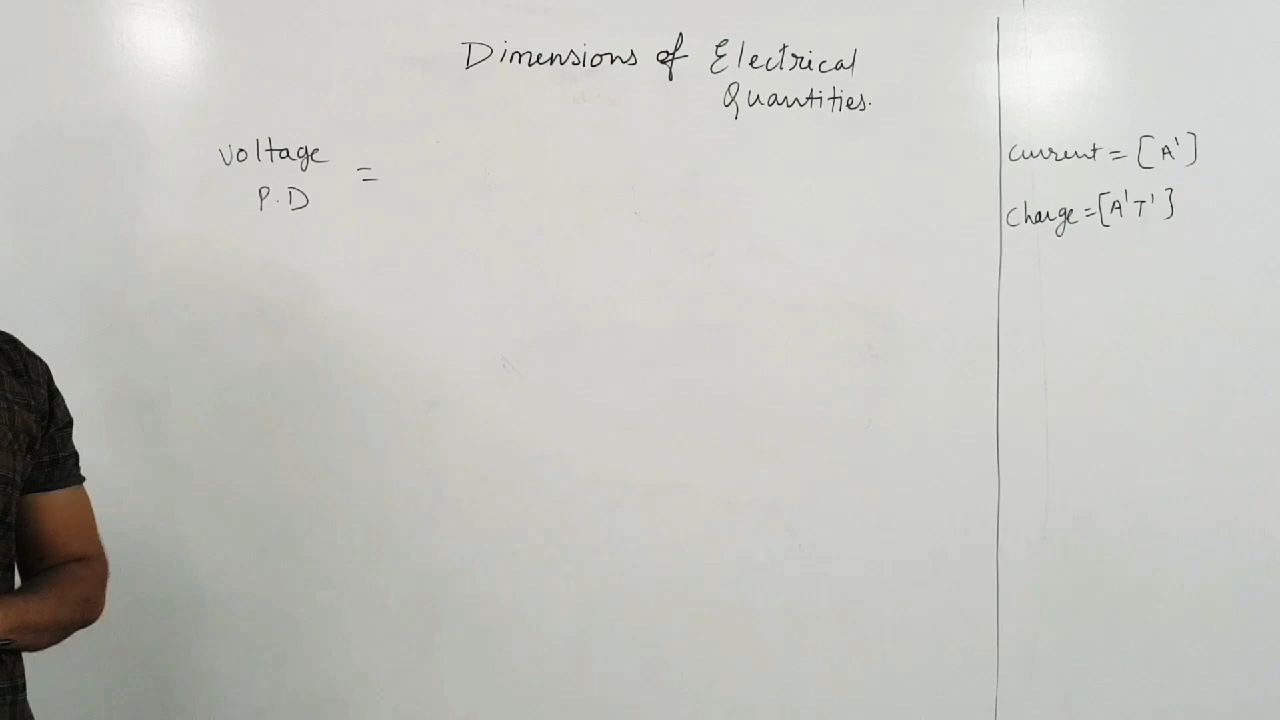 Dimensions of Electrical
Quantities.
Voltage
P.D
=
Current = [A¹]
Charge = [A¹T¹]